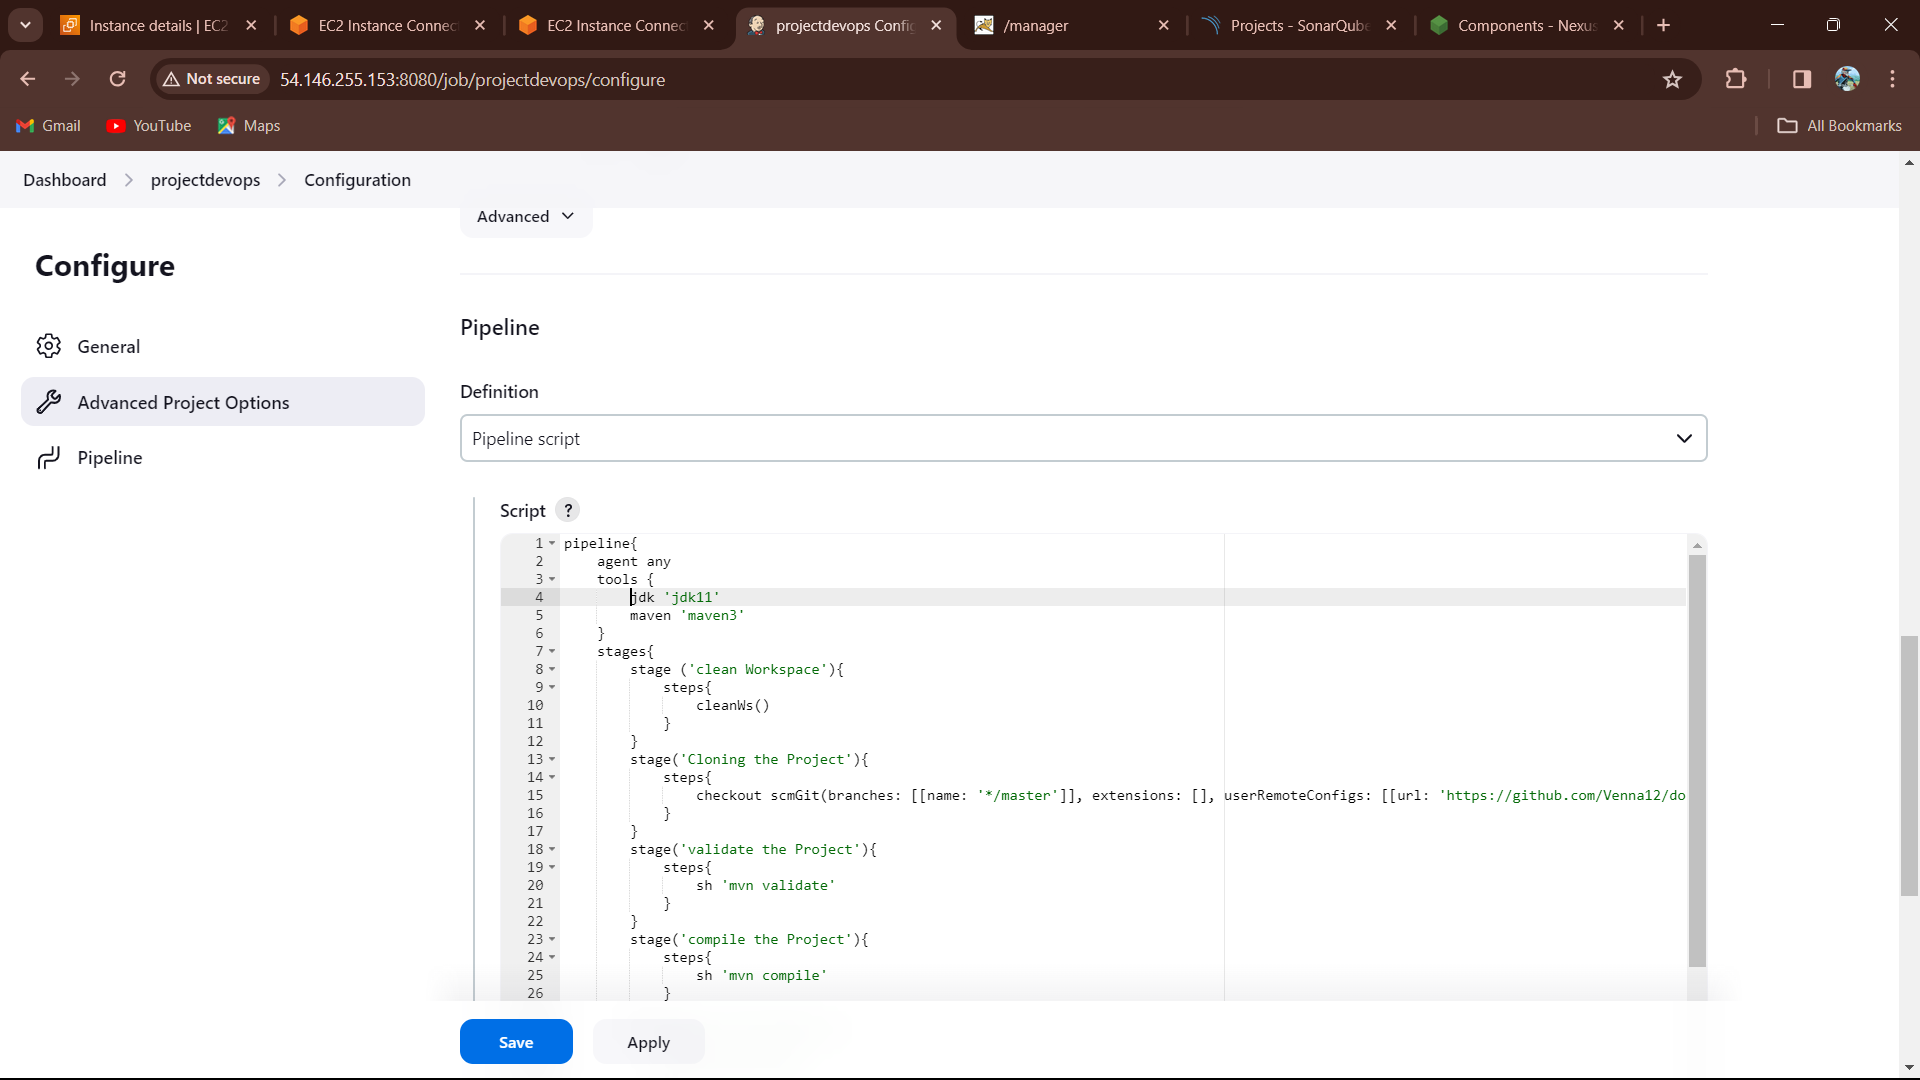 Instance details | EC2
EC2 Instance Connec
EC2 Instance Connec
projectdevops Config
/manager
Projects - SonarQube
Components - Nexus
Not secure
54.146.255.153:8080/job/projectdevops/configure
Gmail
YouTube
Maps
All Bookmarks
Dashboard
projectdevops
Configuration
Advanced
Configure
General
Advanced Project Options
Pipeline
Pipeline
Definition
Pipeline script
Script ?
1 pipeline{
2 agent any
3 tools {
4 jdk 'jdk11'
5 maven 'maven3'
6 }
7 stages{
8 stage ('clean Workspace'){
9 steps{
10 cleanWs()
11 }
12 }
13 stage('Cloning the Project'){
14 steps{
15 checkout scmGit(branches: [[name: '*/master']], extensions: [], userRemoteConfigs: [[url: 'https://github.com/Venna12/do
16 }
17 }
18 stage('validate the Project'){
19 steps{
20 sh 'mvn validate'
21 }
22 }
23 stage('compile the Project'){
24 steps{
25 sh 'mvn compile'
26 }
Save
Apply